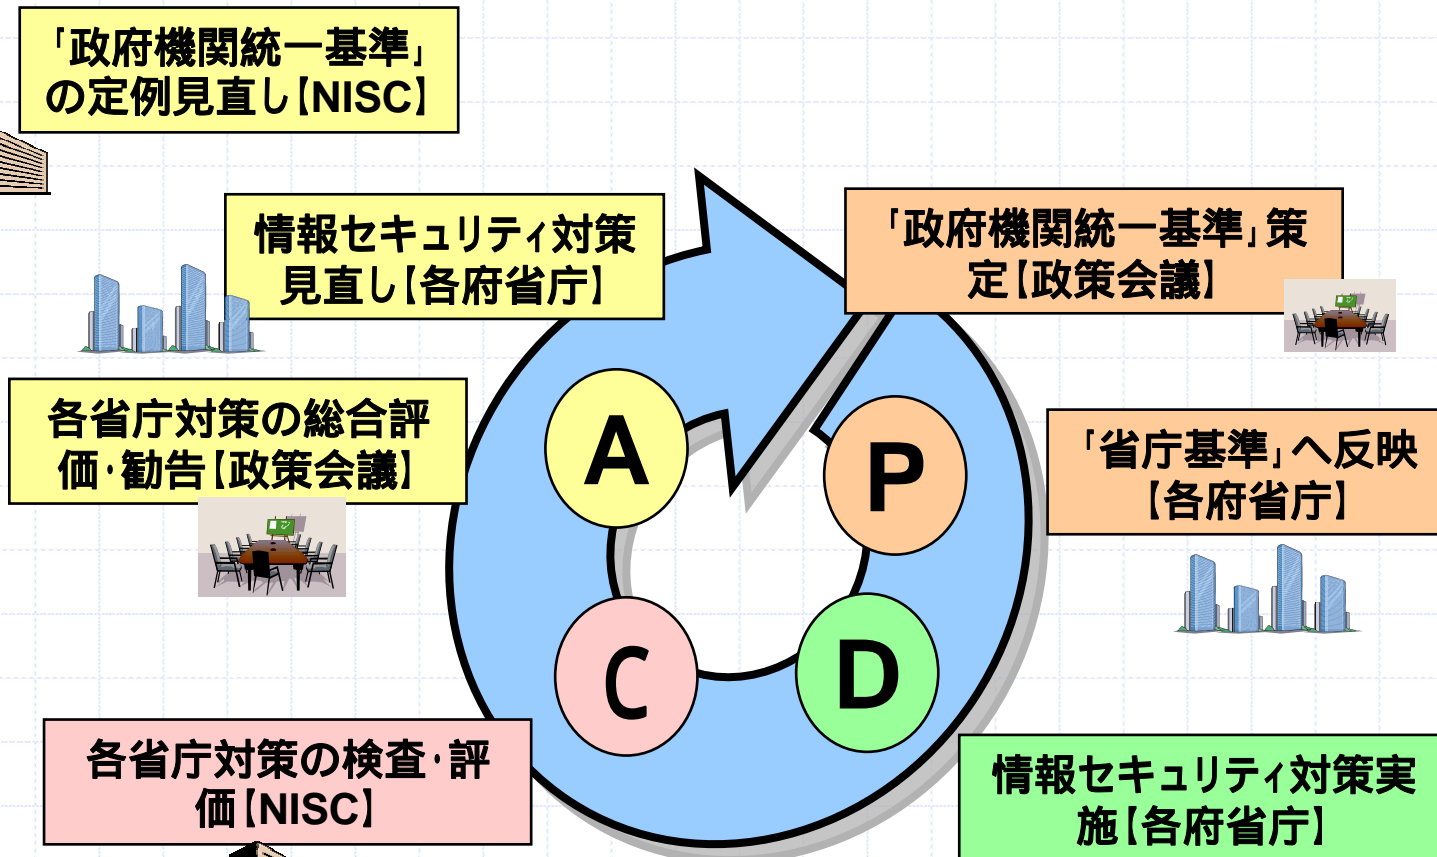 「政府機関統一基準」
の定例見直し【NISC】
情報セキュリティ対策
見直し【各府省庁】
「政府機関統一基準」策
定【政策会議】
各省庁対策の総合評
価・勧告【政策会議】
「省庁基準」へ反映
【各府省庁】
A
P
C
D
各省庁対策の検査・評
価【NISC】
情報セキュリティ対策実
施【各府省庁】